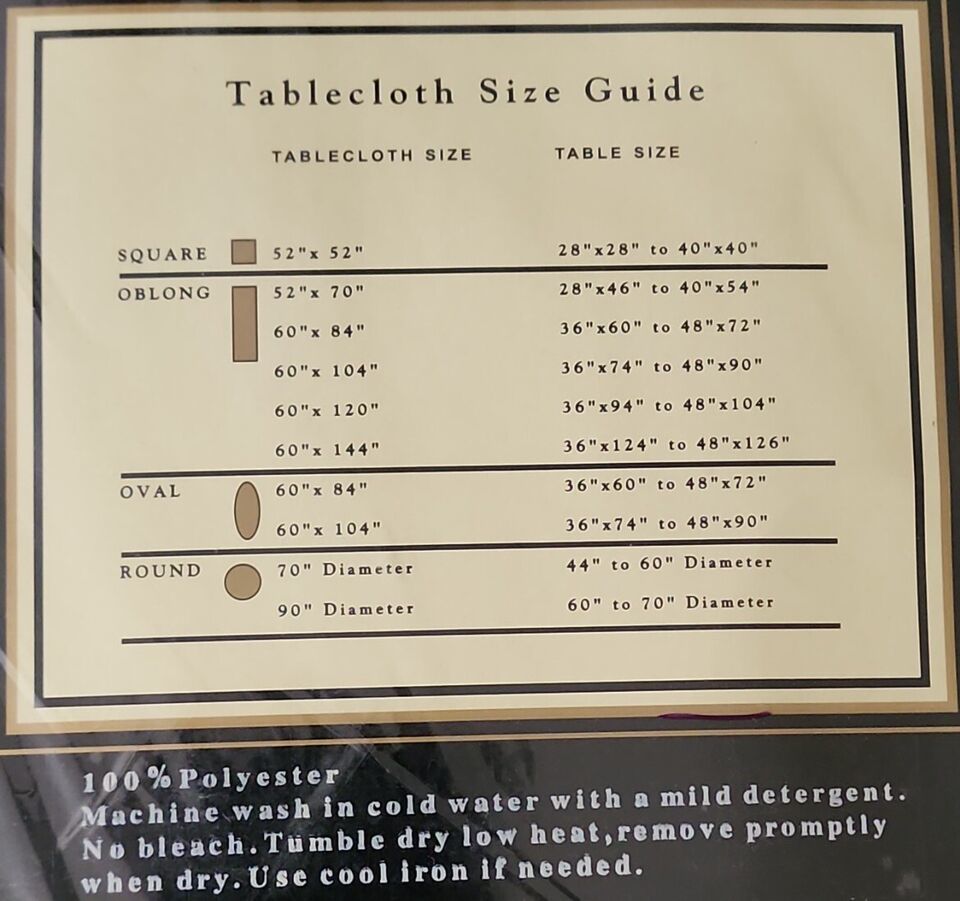 Tablecloth Size Guide
TABLECLOTH SIZE TABLE SIZE
SQUARE 52"x 52" 28"x28" to 40"x40"
OBLONG 52"x 70" 28"x46" to 40"x54"
60"x 84" 36"x60" to 48"x72"
60"x 104" 36"x74" to 48"x90"
60"x 120" 36"x94" to 48"x104"
60"x 144" 36"x124" to 48"x126"
OVAL 60"x 84" 36"x60" to 48"x72"
60"x 104" 36"x74" to 48"x90"
ROUND 70" Diameter 44" to 60" Diameter
90" Diameter 60" to 70" Diameter
100%Polyester
Machine wash in cold water with a mild detergent.
No bleach.Tumble dry low heat,remove promptly
when dry.Use cool iron if needed.